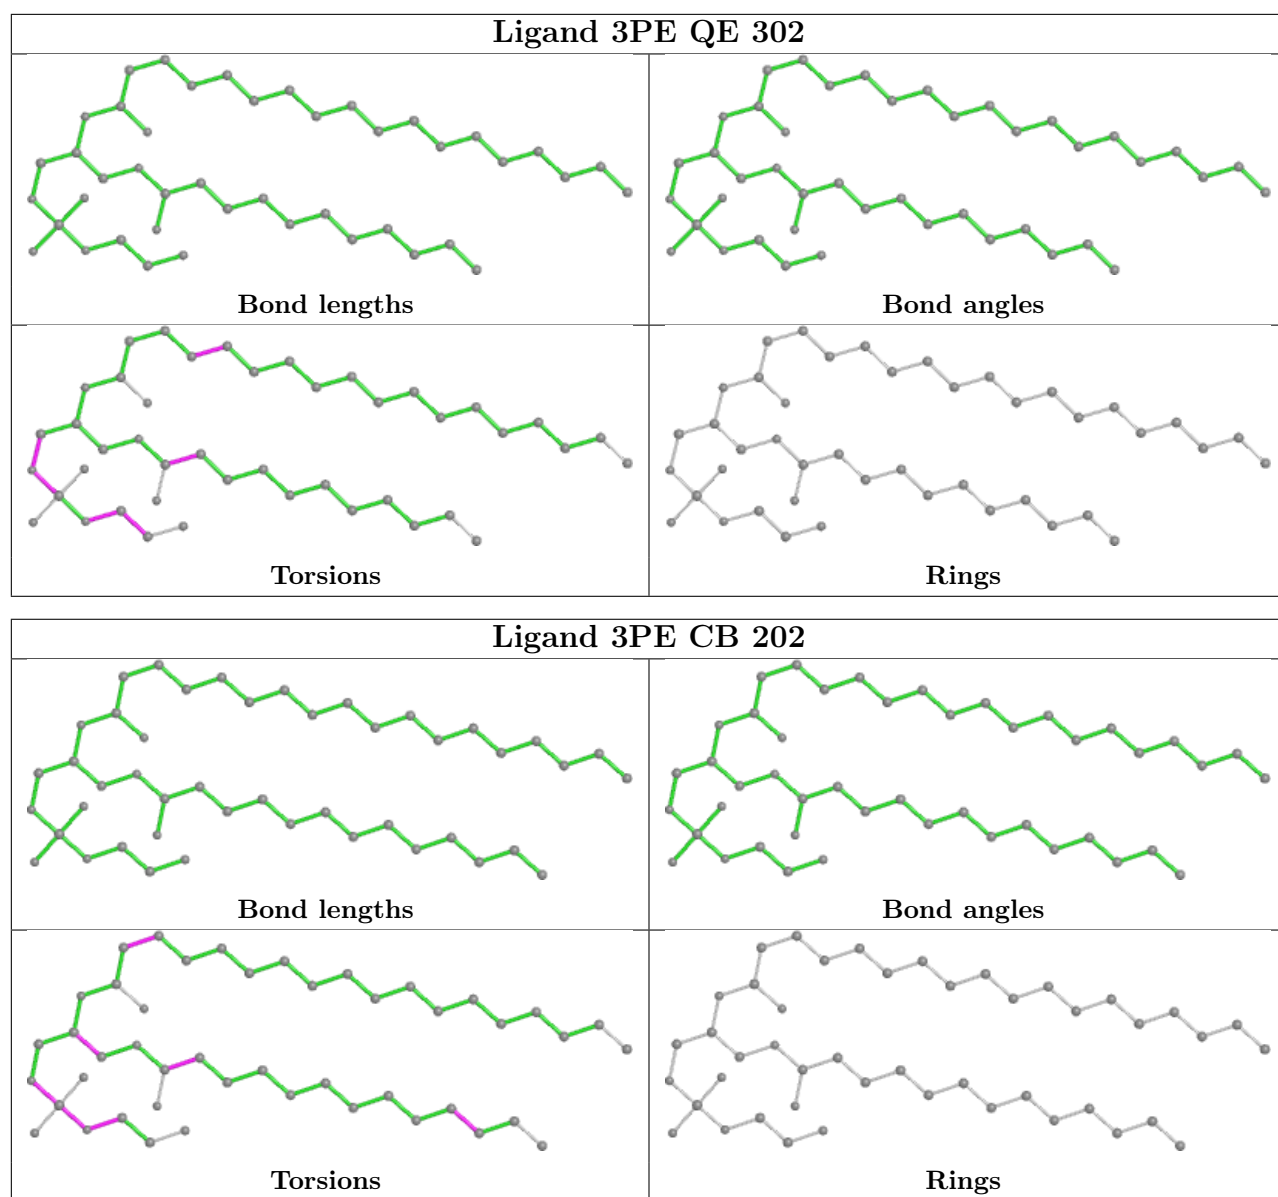 Ligand 3PE QE 302
Bond lengths
Bond angles
Torsions
Rings
Ligand 3PE CB 202
Bond lengths
Bond angles
Torsions
Rings